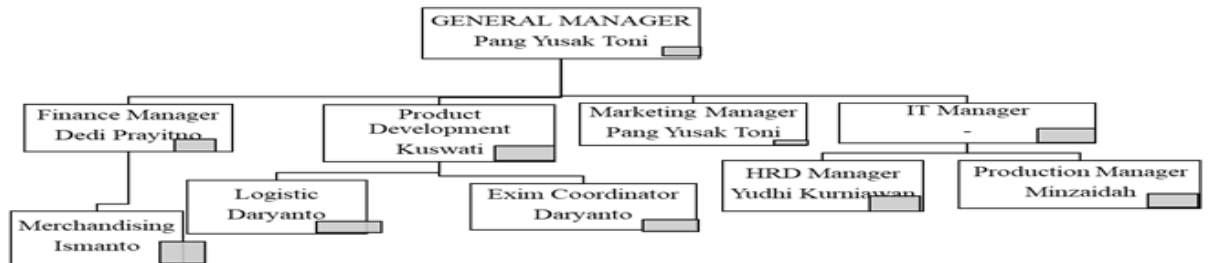 GENERAL MANAGER
Pang Yusak Toni
Finance Manager
Dedi Prayitno
Product
Development
Kuswati
Marketing Manager
Pang Yusak Toni
IT Manager
-
HRD Manager
Yudhi Kurniawan
Production Manager
Minzaidah
Logistic
Daryanto
Exim Coordinator
Daryanto
Merchandising
Ismanto